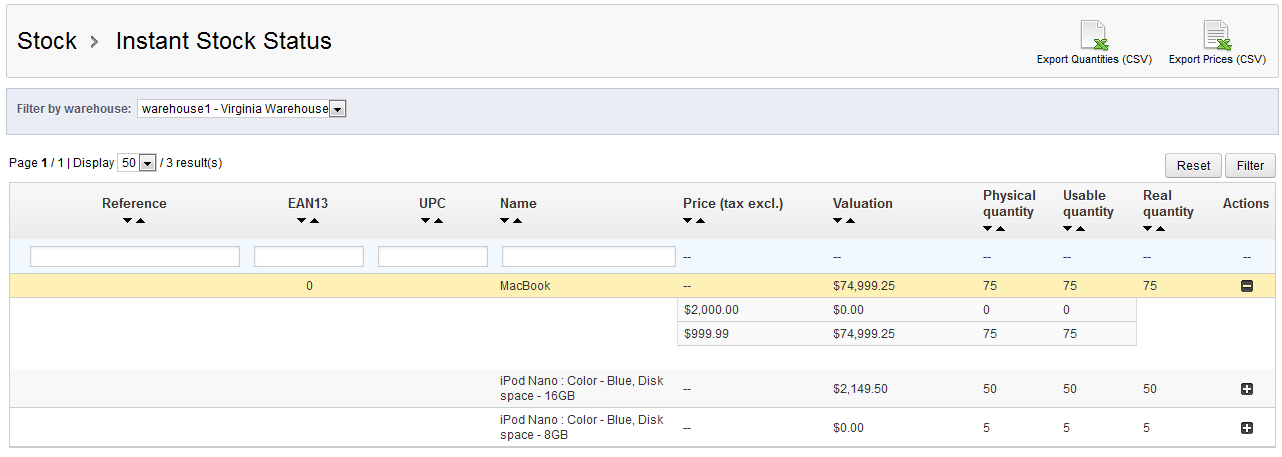 Stock > Instant Stock Status
Export Quantities (CSV) Export Prices (CSV)
Filter by warehouse: warehouse1 - Virginia Warehouse
Page 1 / 1 | Display 50 / 3 result(s)
Reset Filter
Reference EAN13 UPC Name Price (tax excl.) Valuation Physical quantity Usable quantity Real quantity Actions
-- -- -- -- -- --
0 MacBook -- $74,999.25 75 75 75
$2,000.00 $0.00 0 0
$999.99 $74,999.25 75 75
iPod Nano : Color - Blue, Disk
space - 16GB -- $2,149.50 50 50 50
iPod Nano : Color - Blue, Disk
space - 8GB -- $0.00 5 5 5